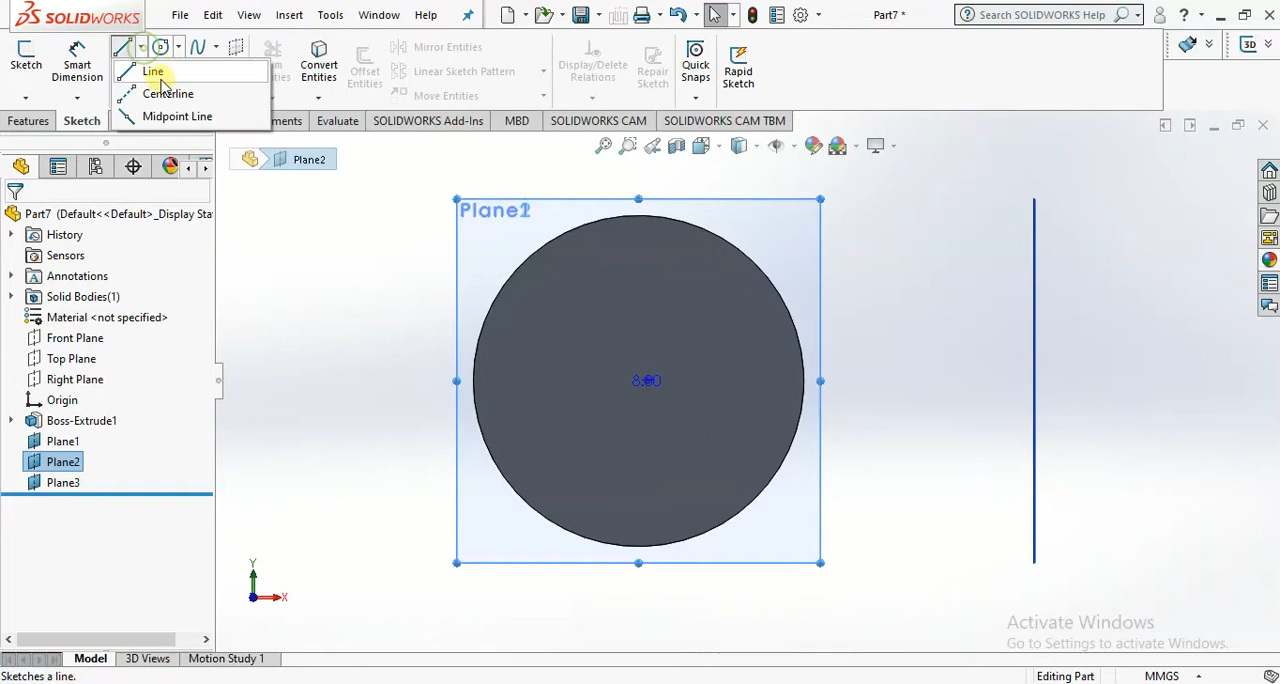 SOLIDWORKS File Edit View Insert Tools Window Help Part7 * Search SOLIDWORKS Help
Sketch Smart Dimension Convert Entities Offset Entities Mirror Entities Linear Sketch Pattern Move Entities Display/Delete Relations Repair Sketch Quick Snaps Rapid Sketch 3D
Line
Centerline
Midpoint Line
Features Sketch Evaluate SOLIDWORKS Add-Ins MBD SOLIDWORKS CAM SOLIDWORKS CAM TBM
Plane2
Part7 (Default<<Default>_Display Sta
History
Sensors
Annotations
Solid Bodies(1)
Material <not specified>
Front Plane
Top Plane
Right Plane
Origin
Boss-Extrude1
Plane1
Plane2
Plane3
Y
X
Activate Windows
Go to Settings to activate Windows.
Model 3D Views Motion Study 1
Sketches a line. Editing Part MMGS